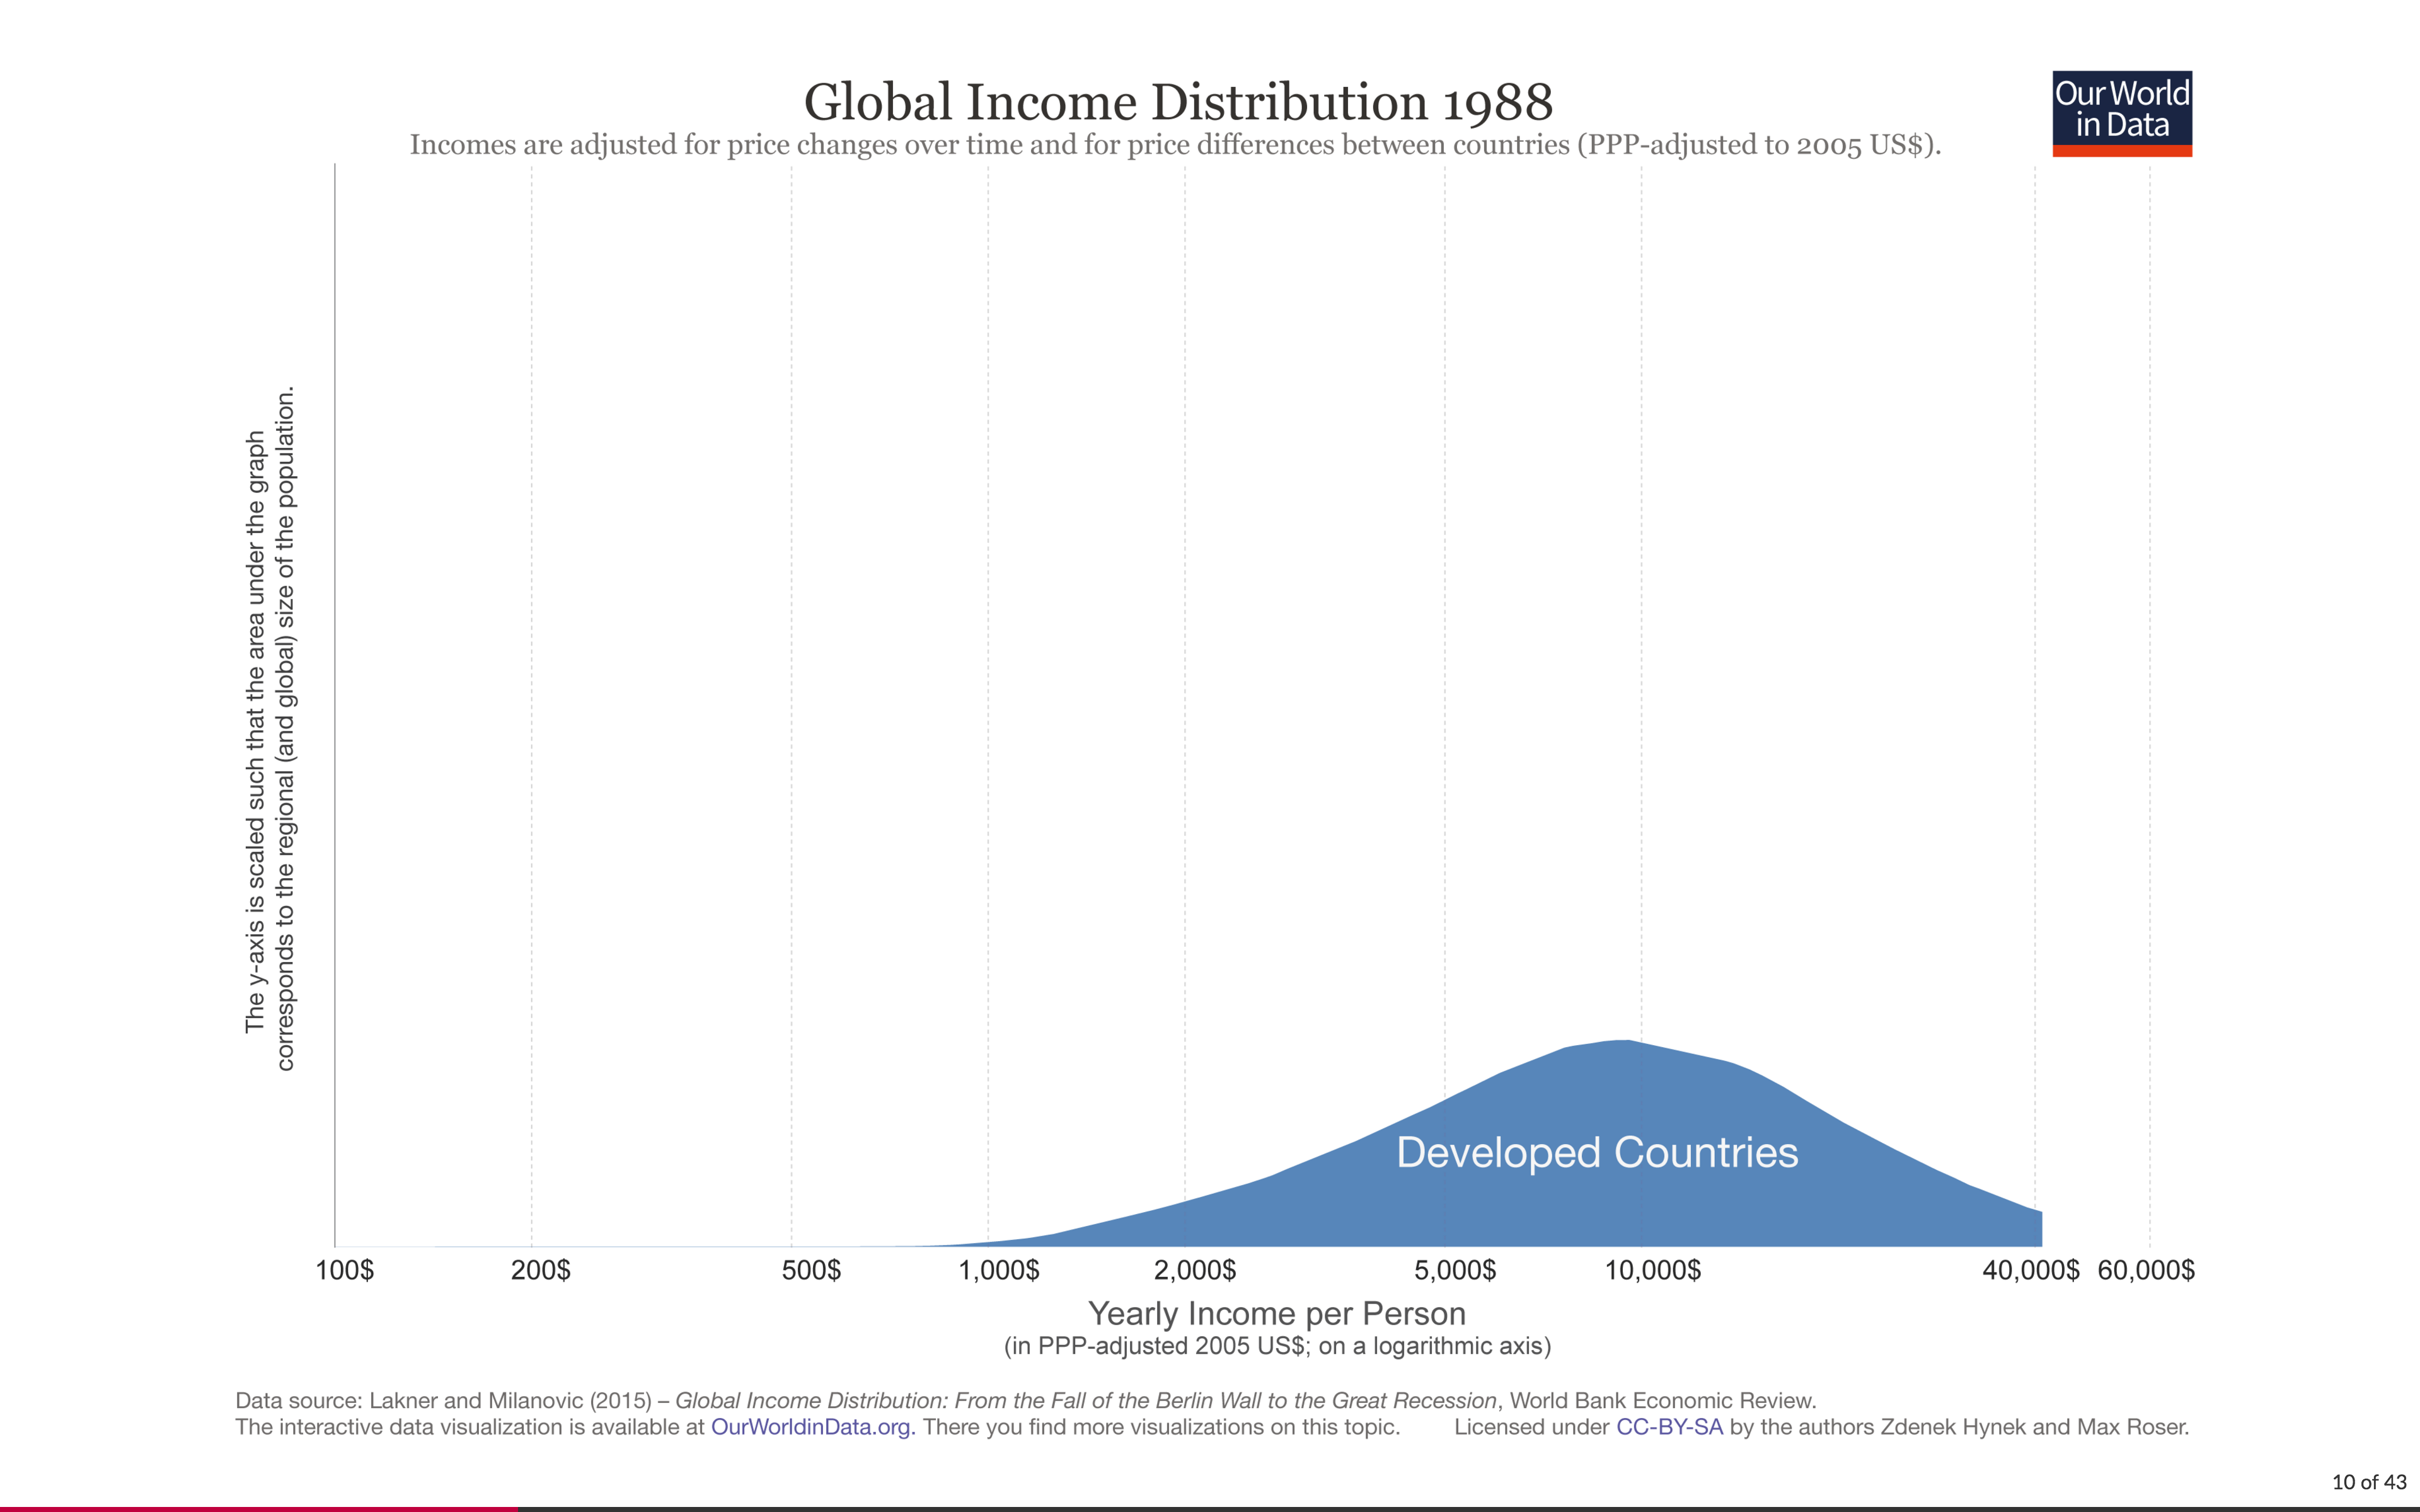 Global Income Distribution 1988
Our World
in Data
Incomes are adjusted for price changes over time and for price differences between countries (PPP-adjusted to 2005 US$).
The y-axis is scaled such that the area under the graph
corresponds to the regional (and global) size of the population.
Developed Countries
100$ 200$ 500$ 1,000$ 2,000$ 5,000$ 10,000$ 40,000$ 60,000$
Yearly Income per Person
(in PPP-adjusted 2005 US$; on a logarithmic axis)
Data source: Lakner and Milanovic (2015) – Global Income Distribution: From the Fall of the Berlin Wall to the Great Recession, World Bank Economic Review.
The interactive data visualization is available at OurWorldinData.org. There you find more visualizations on this topic. Licensed under CC-BY-SA by the authors Zdenek Hynek and Max Roser.
10 of 43